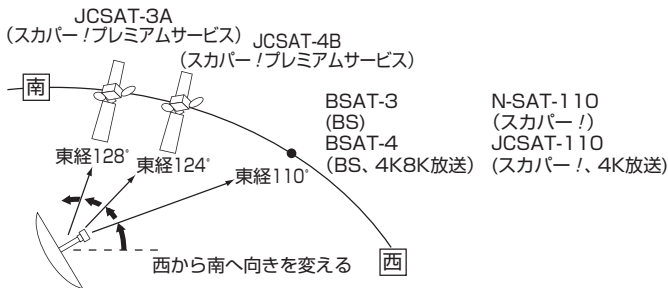 JCSAT-3A
（スカパー！プレミアムサービス）
JCSAT-4B
（スカパー！プレミアムサービス）
南
BSAT-3
(BS)
BSAT-4
（BS、4K8K放送）
N-SAT-110
（スカパー！）
JCSAT-110
（スカパー！、4K放送）
東経128°
東経124°
東経110°
西から南へ向きを変える
西